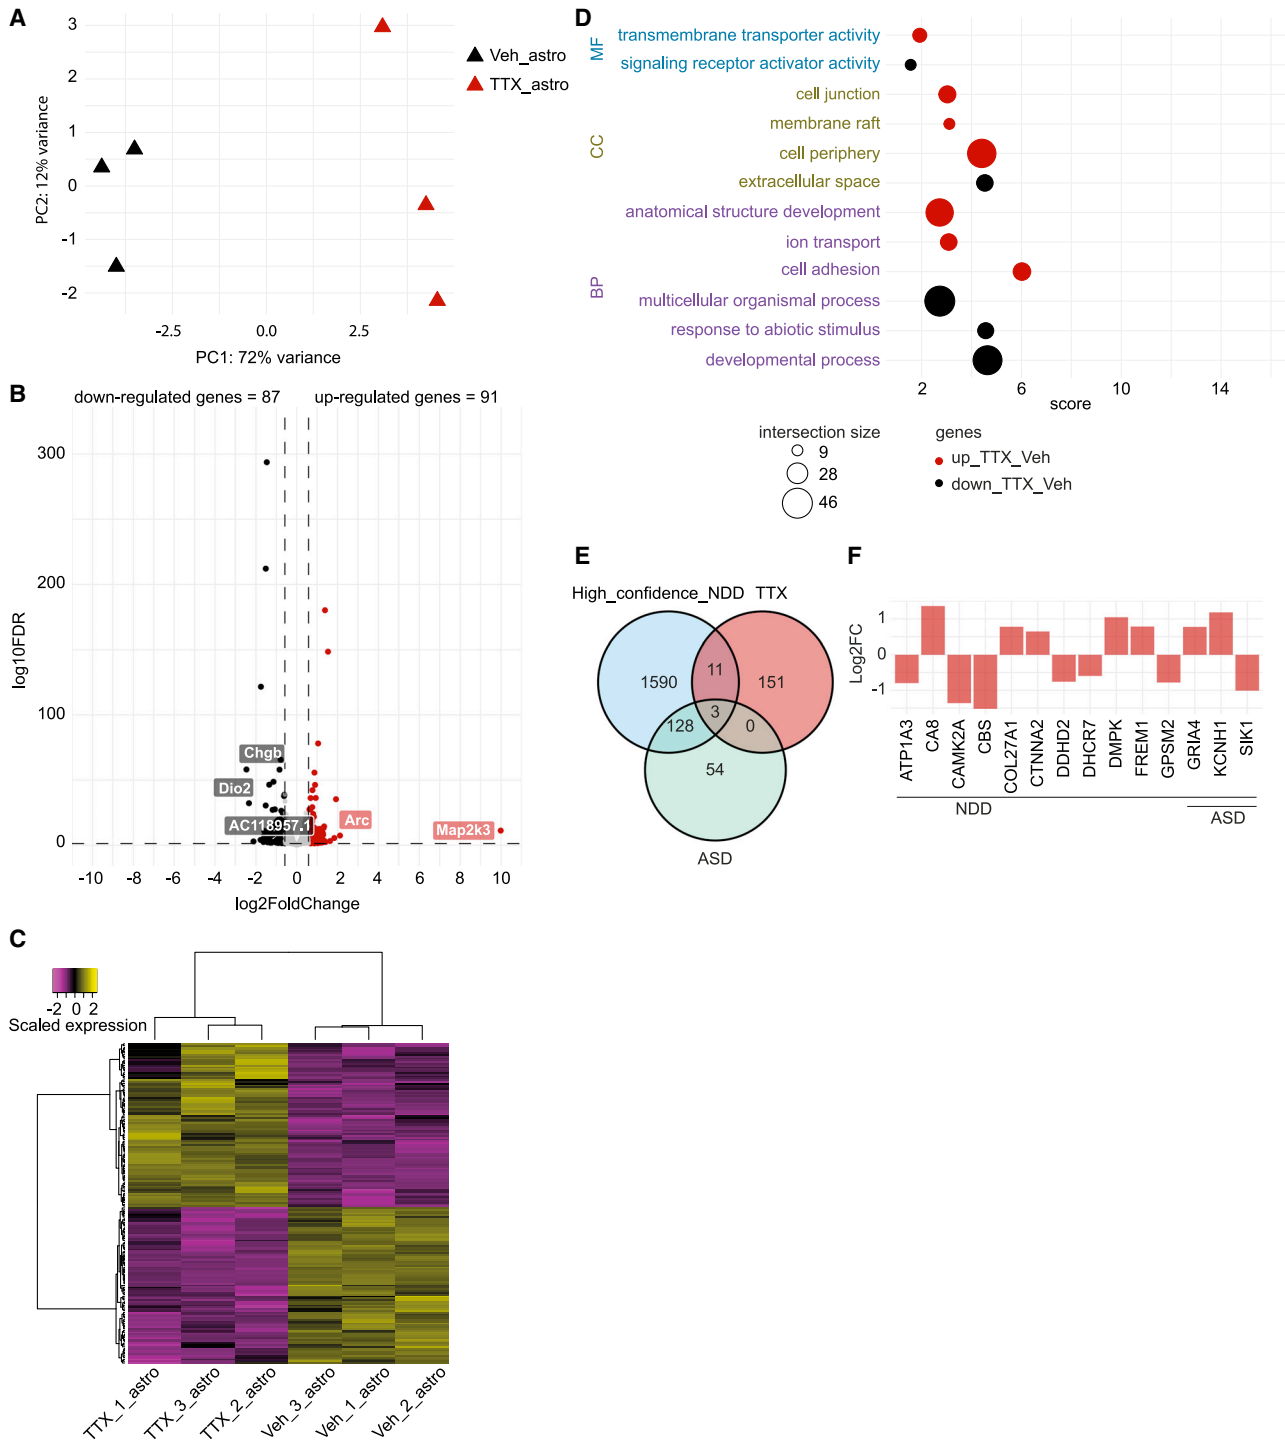 A
3
2
1
0
-1
-2
PC2: 12% variance
-2.5
0.0
2.5
PC1: 72% variance
Veh_astro
TTX_astro
B
down-regulated genes = 87
up-regulated genes = 91
300
200
100
0
log10FDR
Chgb
Dio2
AC118957.1
Arc
Map2k3
-10
-8
-6
-4
-2
0
2
4
6
8
10
log2FoldChange
C
-2 0 2
Scaled expression
TTX_1_astro
TTX_3_astro
TTX_2_astro
Veh_3_astro
Veh_1_astro
Veh_2_astro
D
MF
transmembrane transporter activity
signaling receptor activator activity
CC
cell junction
membrane raft
cell periphery
extracellular space
BP
anatomical structure development
ion transport
cell adhesion
multicellular organismal process
response to abiotic stimulus
developmental process
2
6
10
14
score
intersection size
9
28
46
genes
up_TTX_Veh
down_TTX_Veh
E
High_confidence_NDD
TTX
1590
11
151
3
128
0
54
ASD
F
Log2FC
1
0
-1
ATP1A3
CA8
CAMK2A
CBS
COL27A1
CTNNA2
DDHD2
DHCR7
DMPK
FREM1
GPSM2
GRIA4
KCNH1
SIK1
NDD
ASD